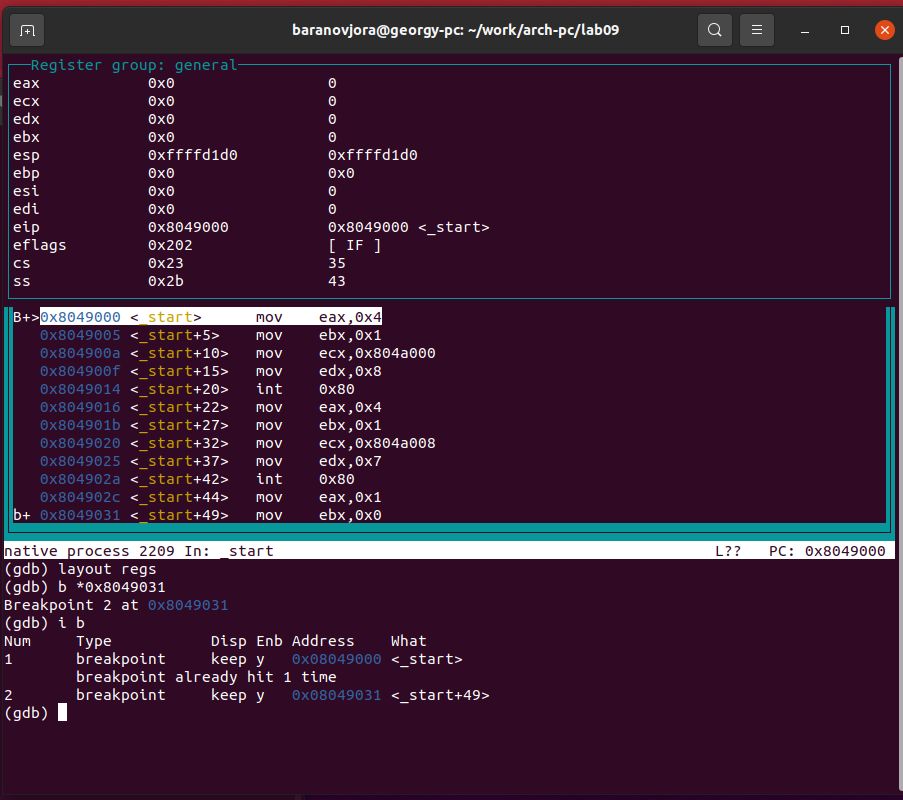 baranovjora@georgy-pc: ~/work/arch-pc/lab09
Register group: general
eax 0x0 0
ecx 0x0 0
edx 0x0 0
ebx 0x0 0
esp 0xffffd1d0 0xffffd1d0
ebp 0x0 0x0
esi 0x0 0
edi 0x0 0
eip 0x8049000 0x8049000 <_start>
eflags 0x202 [ IF ]
cs 0x23 35
ss 0x2b 43
B+>0x8049000 <_start> mov eax,0x4
0x8049005 <_start+5> mov ebx,0x1
0x804900a <_start+10> mov ecx,0x804a000
0x804900f <_start+15> mov edx,0x8
0x8049014 <_start+20> int 0x80
0x8049016 <_start+22> mov eax,0x4
0x804901b <_start+27> mov ebx,0x1
0x8049020 <_start+32> mov ecx,0x804a008
0x8049025 <_start+37> mov edx,0x7
0x804902a <_start+42> int 0x80
0x804902c <_start+44> mov eax,0x1
b+ 0x8049031 <_start+49> mov ebx,0x0
native process 2209 In: _start L?? PC: 0x8049000
(gdb) layout regs
(gdb) b *0x8049031
Breakpoint 2 at 0x8049031
(gdb) i b
Num Type Disp Enb Address What
1 breakpoint keep y 0x08049000 <_start>
breakpoint already hit 1 time
2 breakpoint keep y 0x08049031 <_start+49>
(gdb)